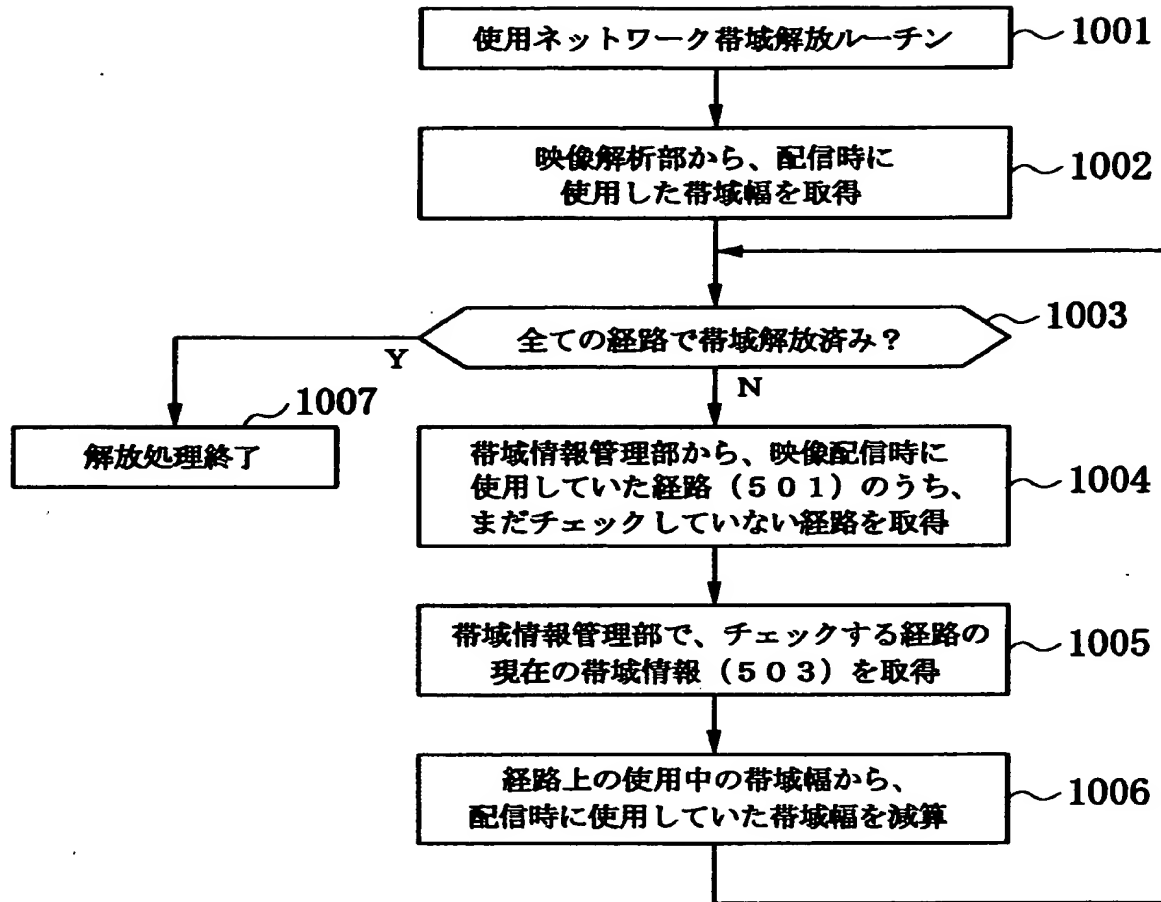 使用ネットワーク帯域解放ルーチン
1001
映像解析部から、配信時に
使用した帯域幅を取得
1002
全ての経路で帯域解放済み？
1003
Y
N
解放処理終了
1007
帯域情報管理部から、映像配信時に
使用していた経路（５０１）のうち、
まだチェックしていない経路を取得
1004
帯域情報管理部で、チェックする経路の
現在の帯域情報（５０３）を取得
1005
経路上の使用中の帯域幅から、
配信時に使用していた帯域幅を減算
1006